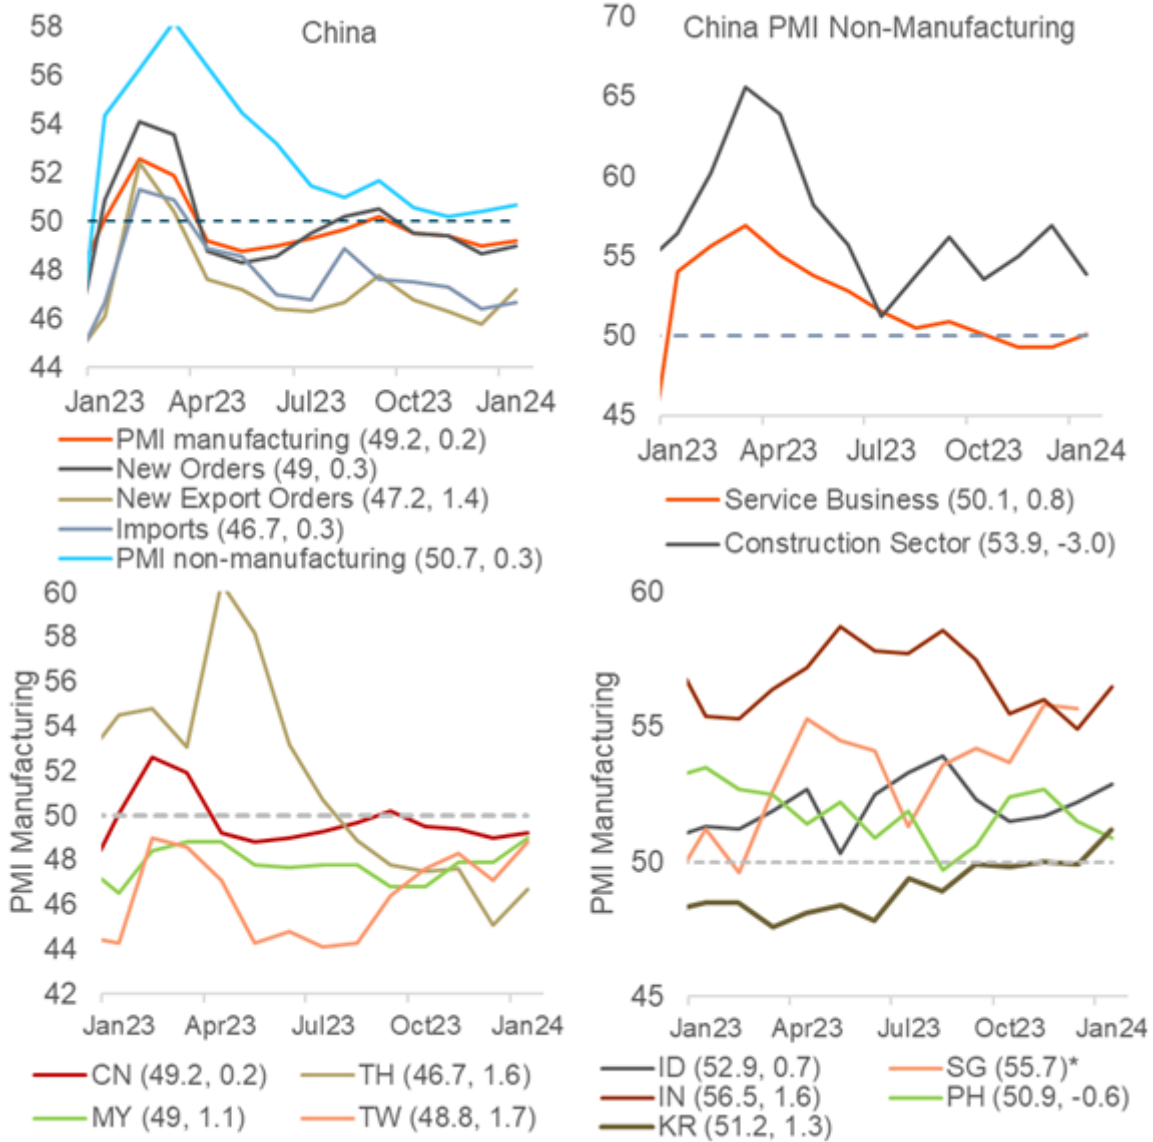 China
58
56
54
52
50
48
46
44
Jan23 Apr23 Jul23 Oct23 Jan24
PMI manufacturing (49.2, 0.2)
New Orders (49, 0.3)
New Export Orders (47.2, 1.4)
Imports (46.7, 0.3)
PMI non-manufacturing (50.7, 0.3)
China PMI Non-Manufacturing
70
65
60
55
50
45
Jan23 Apr23 Jul23 Oct23 Jan24
Service Business (50.1, 0.8)
Construction Sector (53.9, -3.0)
PMI Manufacturing
60
58
56
54
52
50
48
46
44
42
Jan23 Apr23 Jul23 Oct23 Jan24
CN (49.2, 0.2) TH (46.7, 1.6)
MY (49, 1.1) TW (48.8, 1.7)
PMI Manufacturing
60
55
50
45
Jan23 Apr23 Jul23 Oct23 Jan24
ID (52.9, 0.7) SG (55.7)*
IN (56.5, 1.6) PH (50.9, -0.6)
KR (51.2, 1.3)